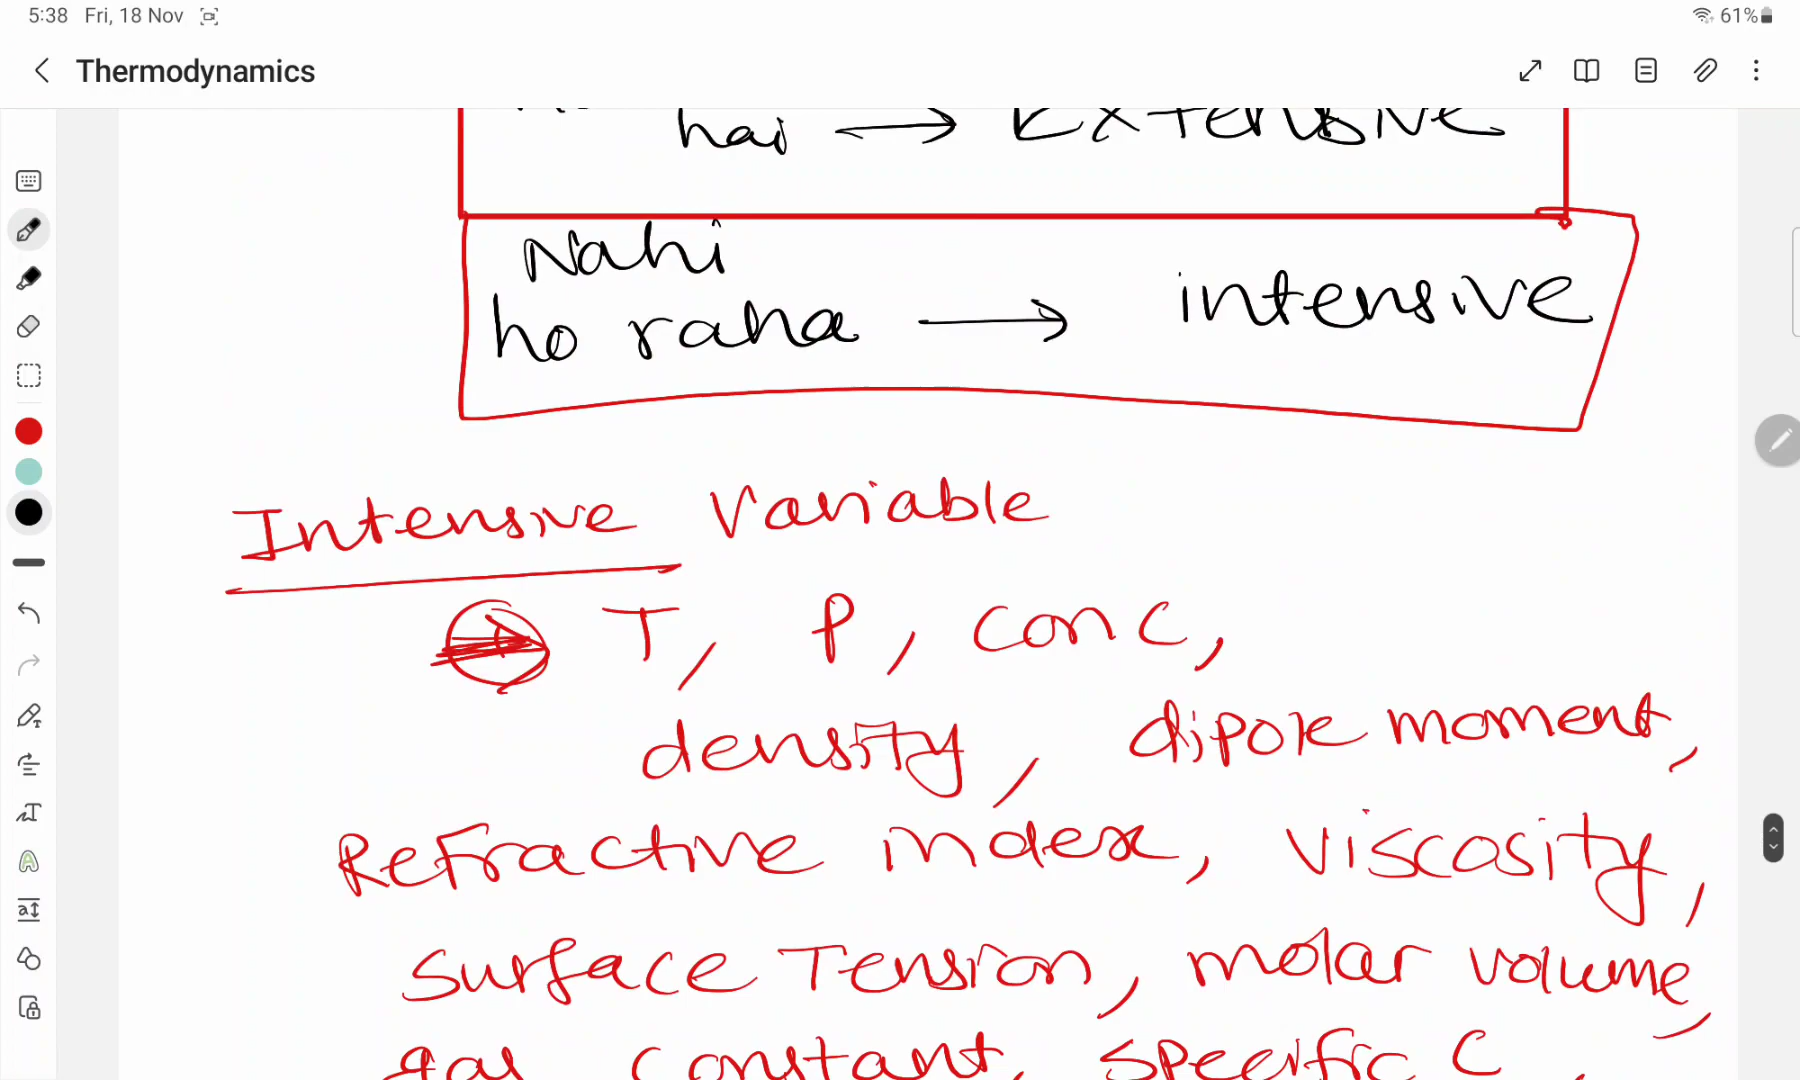 5:38 Fri, 18 Nov 61%
Thermodynamics
hai → Extensive
Nahi
ho raha → intensive
Intensive Variable
T, P, conc,
density, dipole moment,
Refractive index, viscosity,
surface Tension, molar volume,
gas constant, specific C